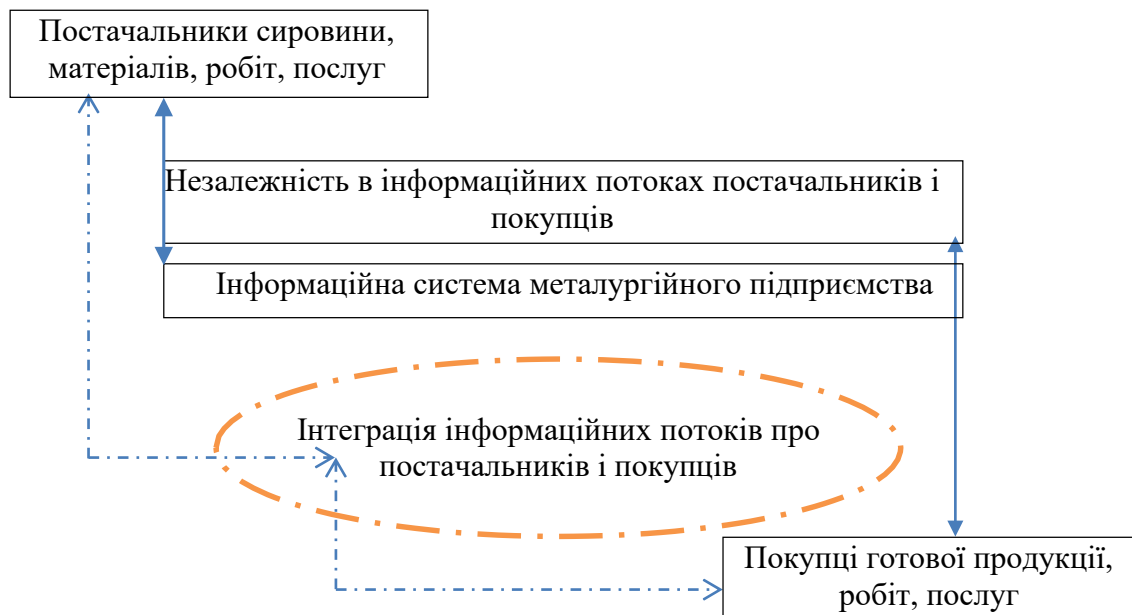 Постачальники сировини,
матеріалів, робіт, послуг
Незалежність в інформаційних потоках постачальників і
покупців
Інформаційна система металургійного підприємства
Інтеграція інформаційних потоків про
постачальників і покупців
Покупці готової продукції,
робіт, послуг